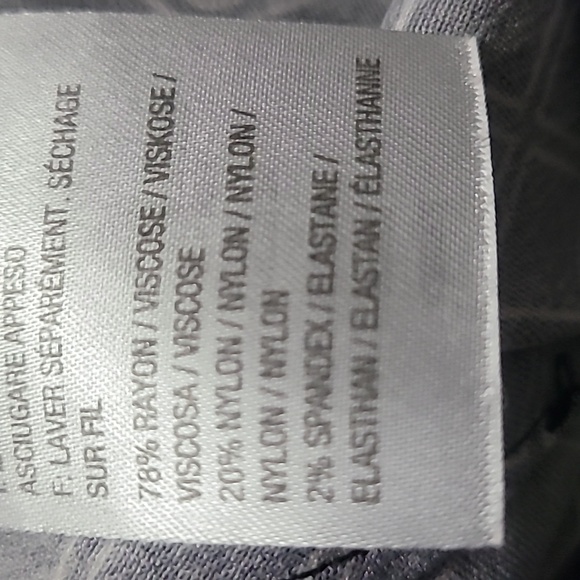 ASCIUGARE APPESO
F: LAVER SÉPARÉMENT. SÉCHAGE
SUR FIL
78% RAYON / VISCOSE / VISKOSE /
VISCOSA / VISCOSE
20% NYLON / NYLON / NYLON /
NYLON / NYLON
2% SPANDEX / ELASTANE /
ELASTHAN / ELASTAN / ÉLASTHANNE